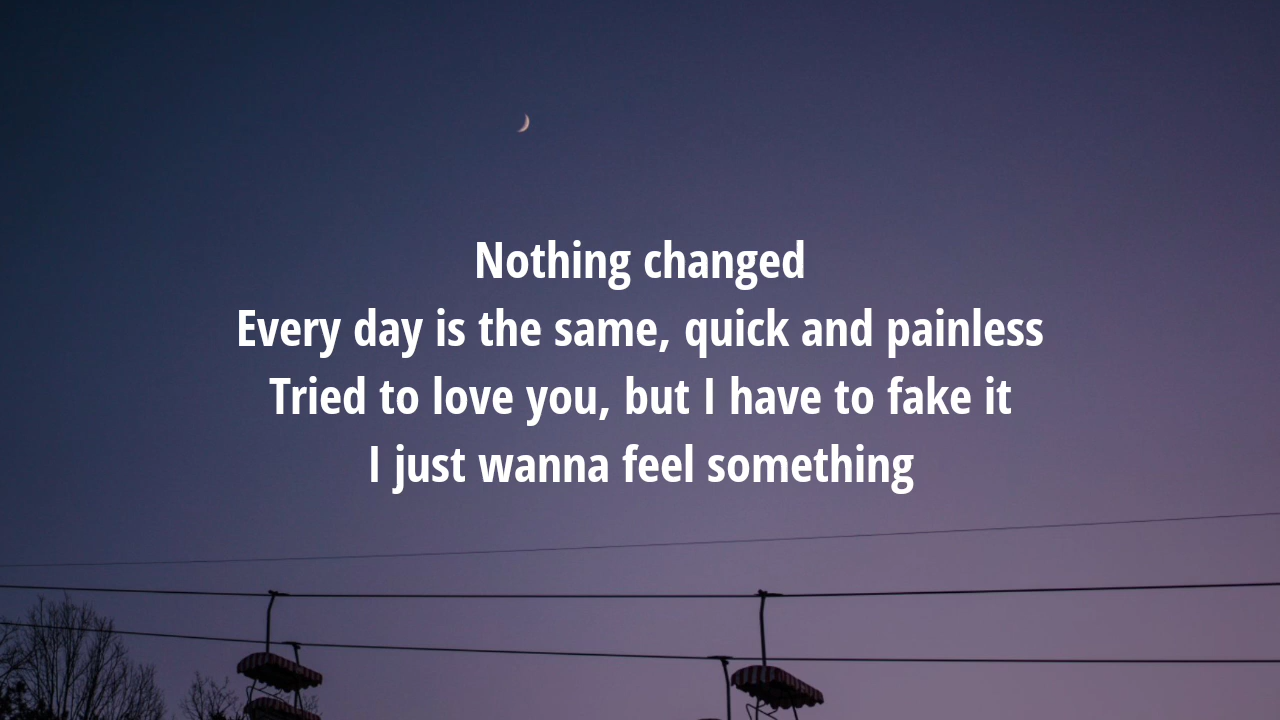 Nothing changed
Every day is the same, quick and painless
Tried to love you, but I have to fake it
I just wanna feel something